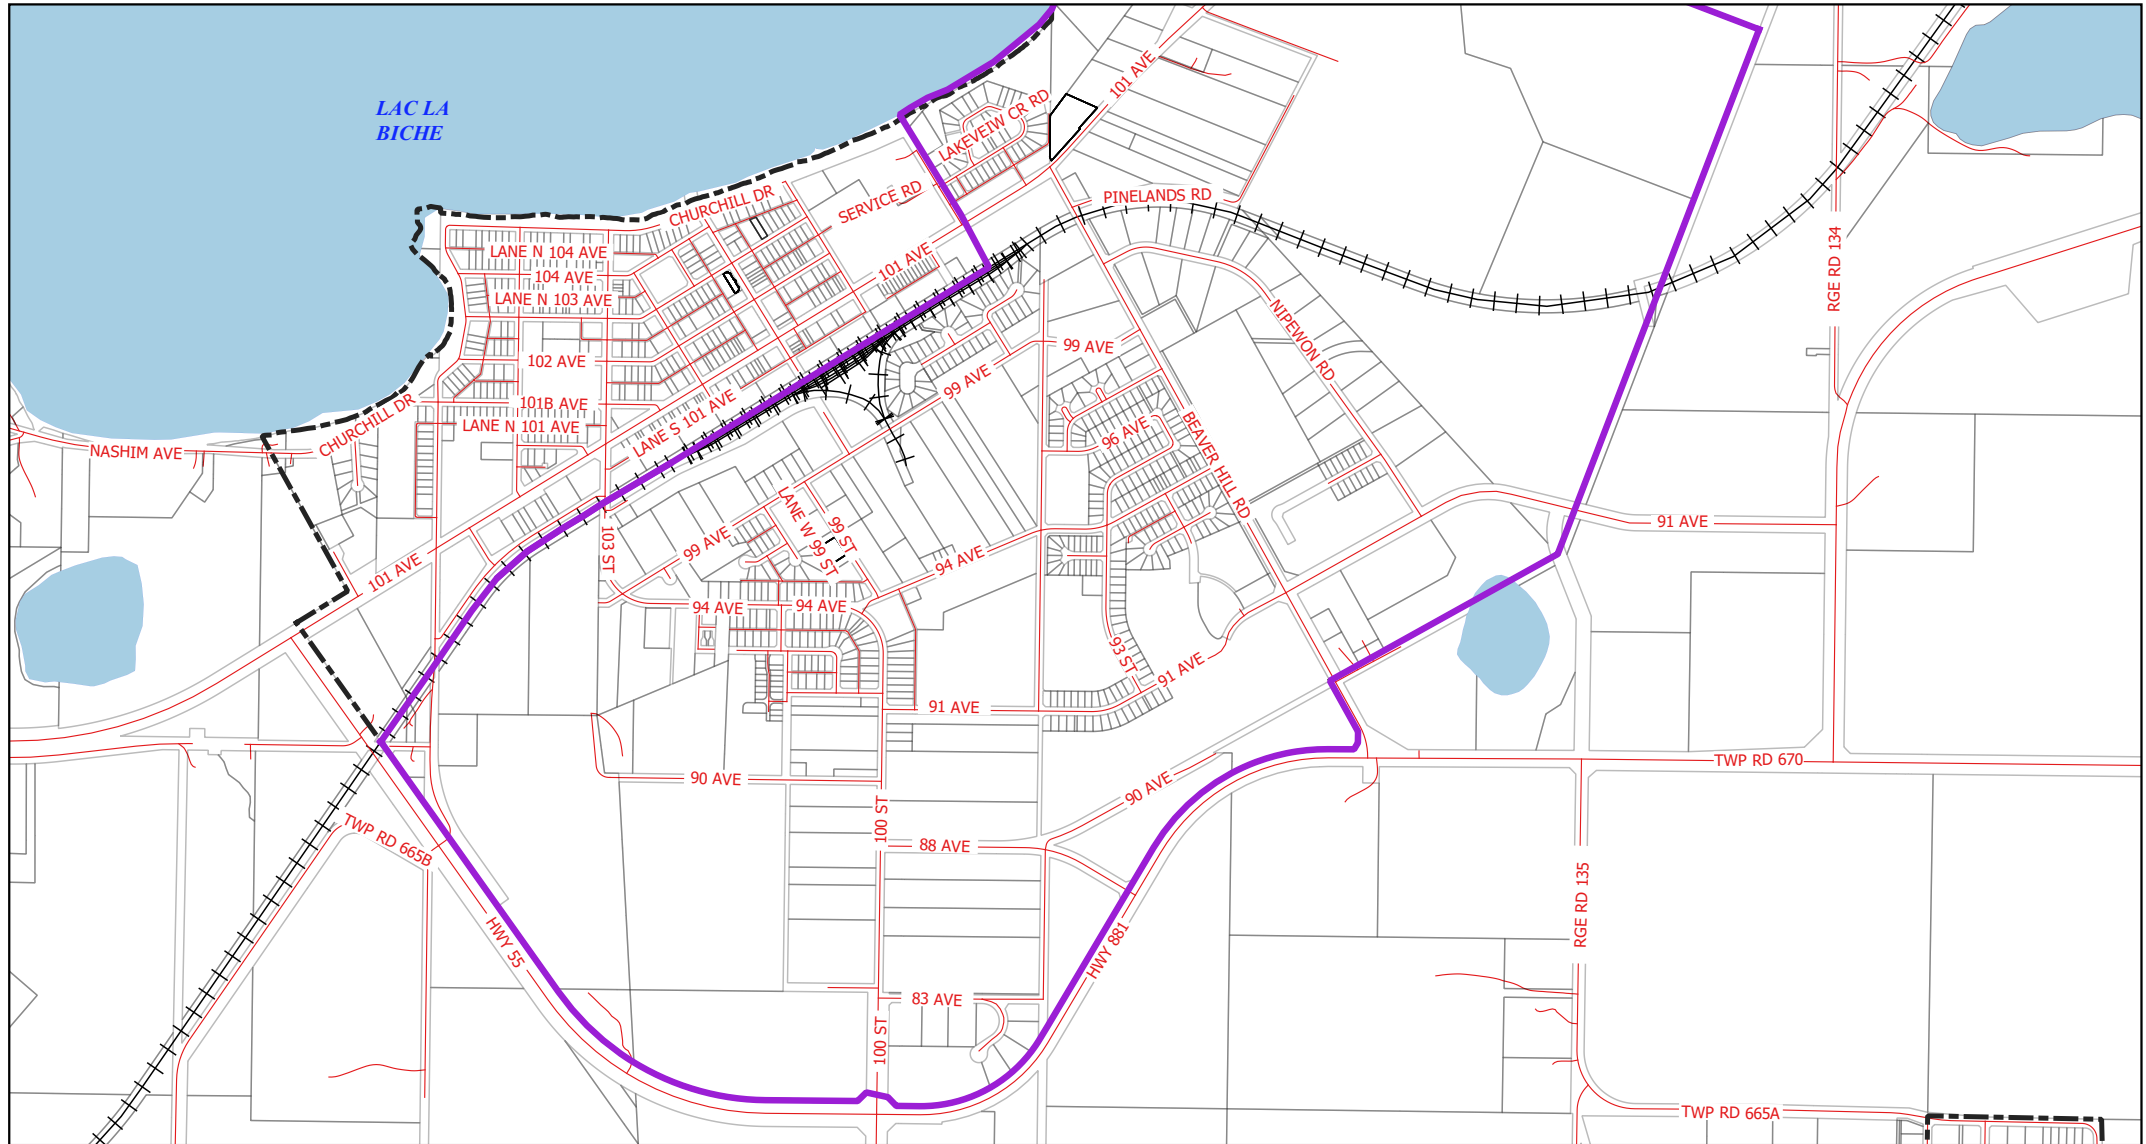 LAC LA
BICHE
101 AVE
LAKEVEIW CR RD
CHURCHILL DR
SERVICE RD
PINELANDS RD
LANE N 104 AVE
104 AVE
LANE N 103 AVE
101 AVE
RGE RD 134
NIPEWON RD
102 AVE
99 AVE
99 AVE
101B AVE
LANE S 101 AVE
LANE N 101 AVE
CHURCHILL DR
NASHIM AVE
96 AVE
BEAVER HILL RD
91 AVE
LANE W 99 ST
99 ST
99 AVE
103 ST
101 AVE
94 AVE
94 AVE
94 AVE
93 ST
91 AVE
91 AVE
90 AVE
90 AVE
TWP RD 670
TWP RD 665B
100 ST
88 AVE
RGE RD 135
HWY 55
HWY 881
83 AVE
100 ST
TWP RD 665A